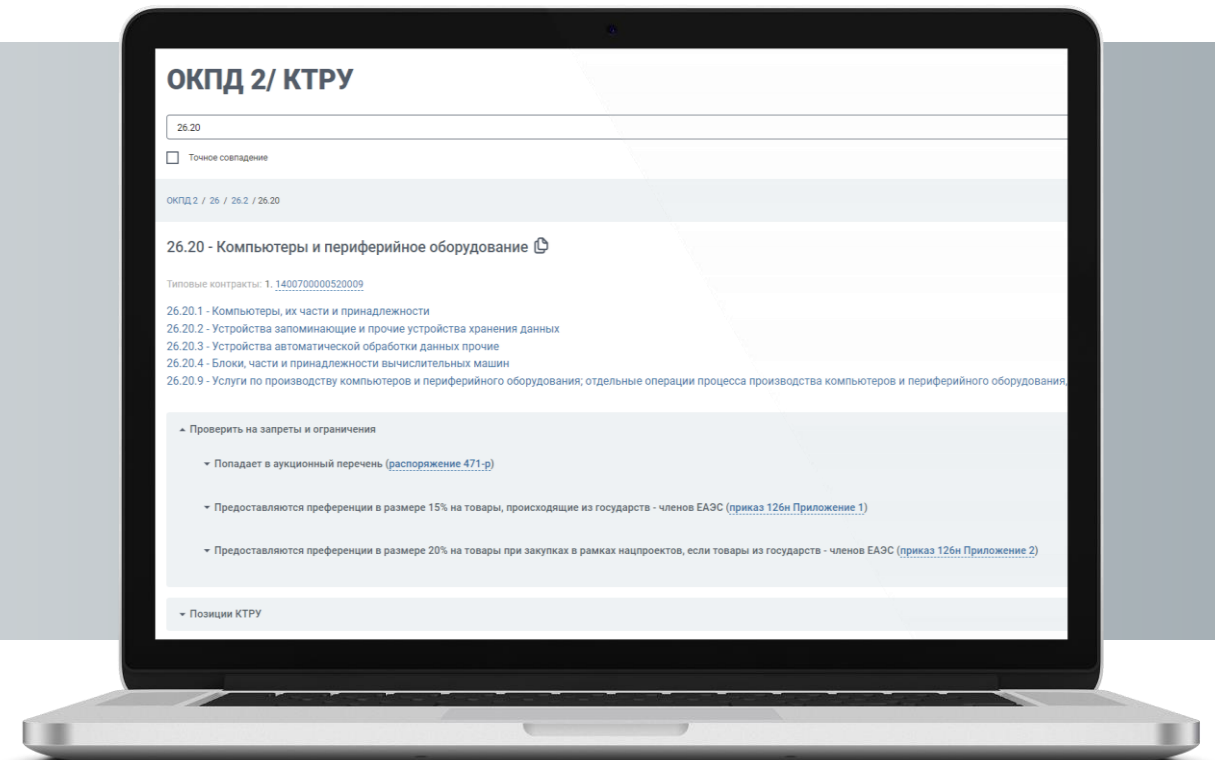 ОКПД 2/ КТРУ
26.20
Точное совпадение
ОКПД 2 / 26 / 26.2 / 26.20
26.20 - Компьютеры и периферийное оборудование
Типовые контракты: 1. 1400700000520009
26.20.1 - Компьютеры, их части и принадлежности
26.20.2 - Устройства запоминающие и прочие устройства хранения данных
26.20.3 - Устройства автоматической обработки данных прочие
26.20.4 - Блоки, части и принадлежности вычислительных машин
26.20.9 - Услуги по производству компьютеров и периферийного оборудования; отдельные операции процесса производства компьютеров и периферийного оборудования,
Проверить на запреты и ограничения
Попадает в аукционный перечень (распоряжение 471-р)
Предоставляются преференции в размере 15% на товары, происходящие из государств - членов ЕАЭС (приказ 126н Приложение 1)
Предоставляются преференции в размере 20% на товары при закупках в рамках нацпроектов, если товары из государств - членов ЕАЭС (приказ 126н Приложение 2)
Позиции КТРУ